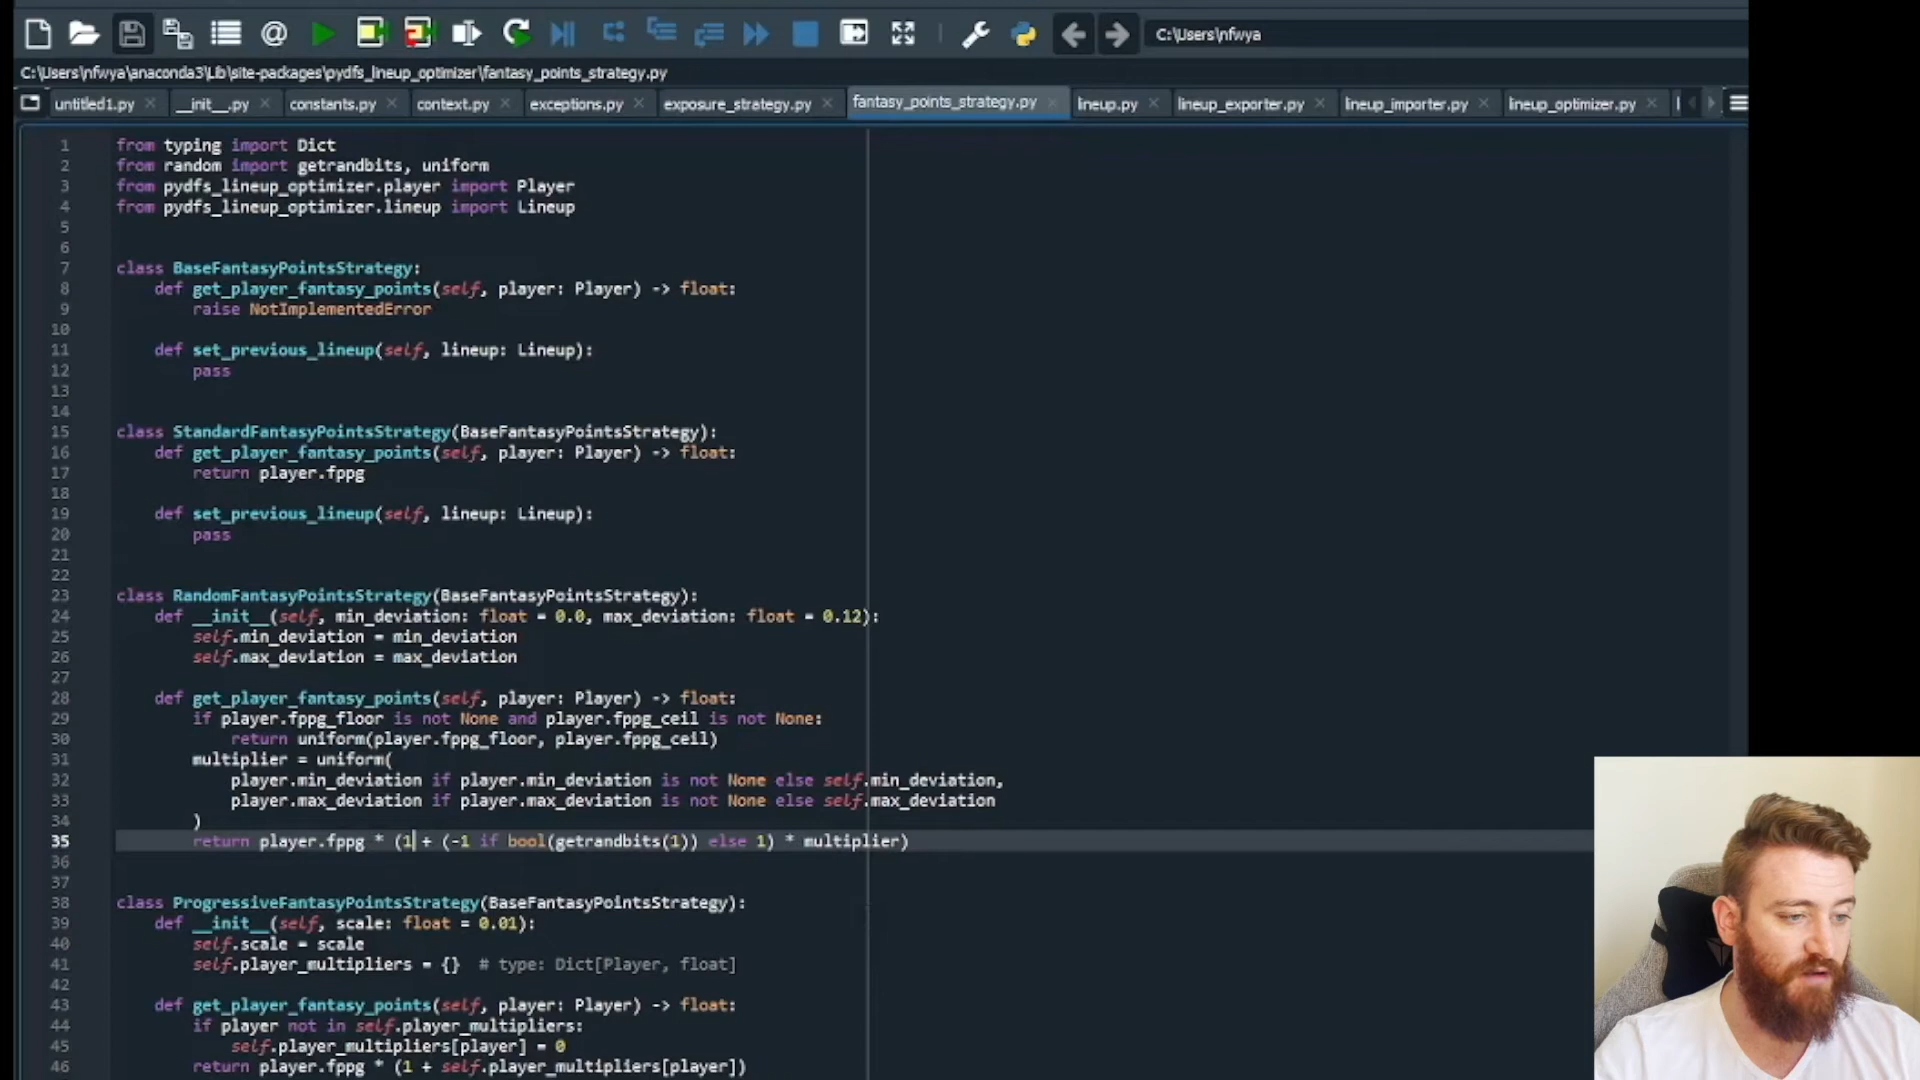 C:\Users\nfwya
C:\Users\nfwya\anaconda3\Lib\site-packages\pydfs_lineup_optimizer\fantasy_points_strategy.py
untitled1.py __init__.py constants.py context.py exceptions.py exposure_strategy.py fantasy_points_strategy.py lineup.py lineup_exporter.py lineup_importer.py lineup_optimizer.py
1 from typing import Dict
2 from random import getrandbits, uniform
3 from pydfs_lineup_optimizer.player import Player
4 from pydfs_lineup_optimizer.lineup import Lineup
5
6
7 class BaseFantasyPointsStrategy:
8 def get_player_fantasy_points(self, player: Player) -> float:
9 raise NotImplementedError
10
11 def set_previous_lineup(self, lineup: Lineup):
12 pass
13
14
15 class StandardFantasyPointsStrategy(BaseFantasyPointsStrategy):
16 def get_player_fantasy_points(self, player: Player) -> float:
17 return player.fppg
18
19 def set_previous_lineup(self, lineup: Lineup):
20 pass
21
22
23 class RandomFantasyPointsStrategy(BaseFantasyPointsStrategy):
24 def __init__(self, min_deviation: float = 0.0, max_deviation: float = 0.12):
25 self.min_deviation = min_deviation
26 self.max_deviation = max_deviation
27
28 def get_player_fantasy_points(self, player: Player) -> float:
29 if player.fppg_floor is not None and player.fppg_ceil is not None:
30 return uniform(player.fppg_floor, player.fppg_ceil)
31 multiplier = uniform(
32 player.min_deviation if player.min_deviation is not None else self.min_deviation,
33 player.max_deviation if player.max_deviation is not None else self.max_deviation
34 )
35 return player.fppg * (1 + (-1 if bool(getrandbits(1)) else 1) * multiplier)
36
37
38 class ProgressiveFantasyPointsStrategy(BaseFantasyPointsStrategy):
39 def __init__(self, scale: float = 0.01):
40 self.scale = scale
41 self.player_multipliers = {} # type: Dict[Player, float]
42
43 def get_player_fantasy_points(self, player: Player) -> float:
44 if player not in self.player_multipliers:
45 self.player_multipliers[player] = 0
46 return player.fppg * (1 + self.player_multipliers[player])